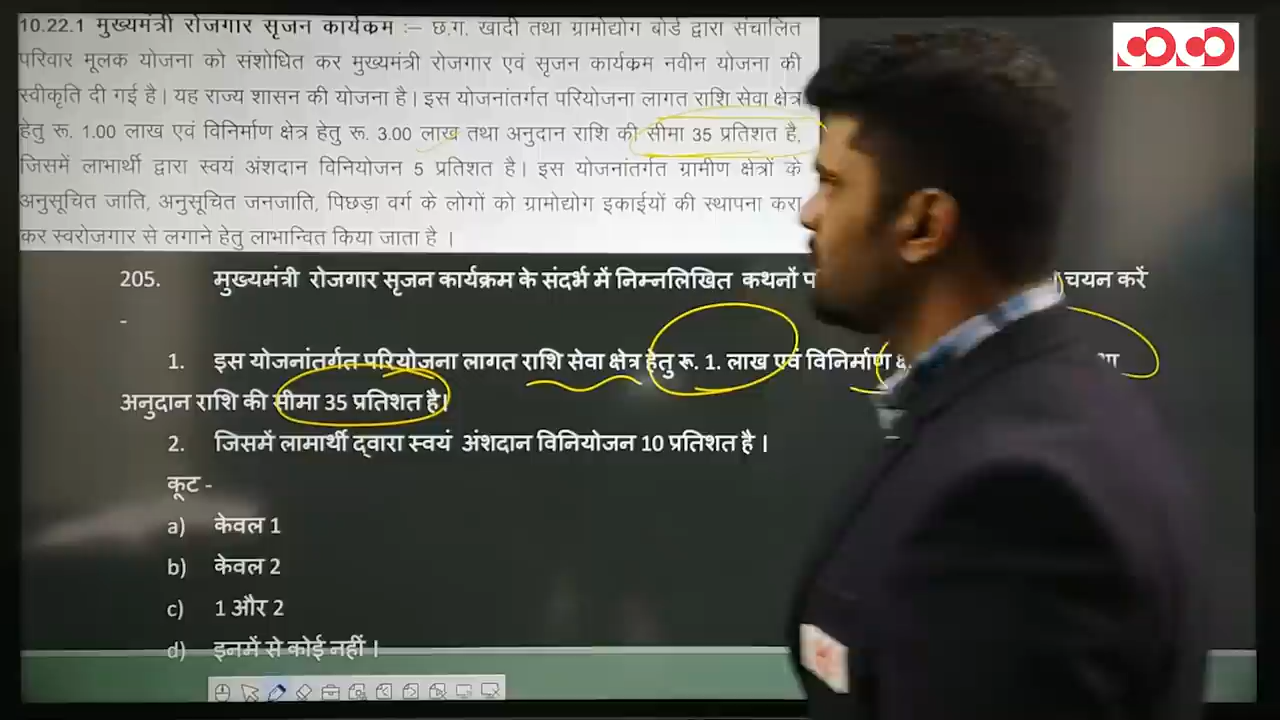 10.22.1 मुख्यमंत्री रोजगार सृजन कार्यकम :– छ.ग. खादी तथा ग्रामोद्योग बोर्ड द्वारा संचालित
परिवार मूलक योजना को संशोधित कर मुख्यमंत्री रोजगार एवं सृजन कार्यकम नवीन योजना की
स्वीकृति दी गई है। यह राज्य शासन की योजना है। इस योजनांतर्गत परियोजना लागत राशि सेवा क्षेत्र
हेतु रू. 1.00 लाख एवं विनिर्माण क्षेत्र हेतु रू. 3.00 लाख तथा अनुदान राशि की सीमा 35 प्रतिशत है,
जिसमें लाभार्थी द्वारा स्वयं अंशदान विनियोजन 5 प्रतिशत है। इस योजनांतर्गत ग्रामीण क्षेत्रों के
अनुसूचित जाति, अनुसूचित जनजाति, पिछड़ा वर्ग के लोगों को ग्रामोद्योग इकाईयों की स्थापना करा
कर स्वरोजगार से लगाने हेतु लाभान्वित किया जाता है ।
205. मुख्यमंत्री रोजगार सृजन कार्यक्रम के संदर्भ में निम्नलिखित कथनों चयन करें
-
1. इस योजनांतर्गत परियोजना लागत राशि सेवा क्षेत्र हेतु रू. 1. लाख एवं विनिर्माण
अनुदान राशि की सीमा 35 प्रतिशत है।
2. जिसमें लामार्थी द्वारा स्वयं अंशदान विनियोजन 10 प्रतिशत है ।
कूट -
a) केवल 1
b) केवल 2
c) 1 और 2
d) इनमें से कोई नहीं ।